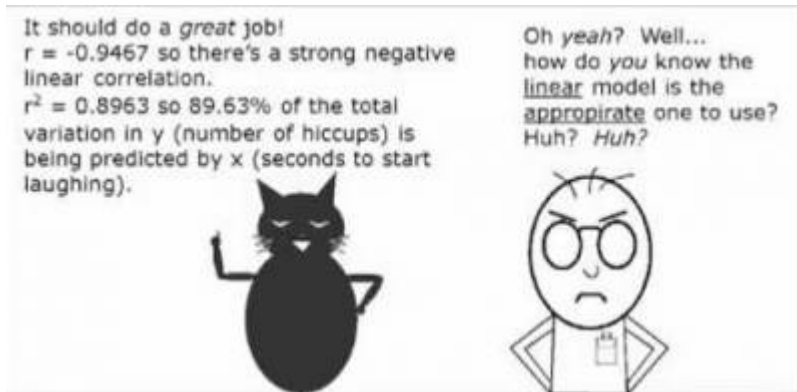 It should do a great job!
r = -0.9467 so there's a strong negative
linear correlation.
r² = 0.8963 so 89.63% of the total
variation in y (number of hiccups) is
being predicted by x (seconds to start
laughing).
Oh yeah? Well...
how do you know the
linear model is the
appropirate one to use?
Huh? Huh?